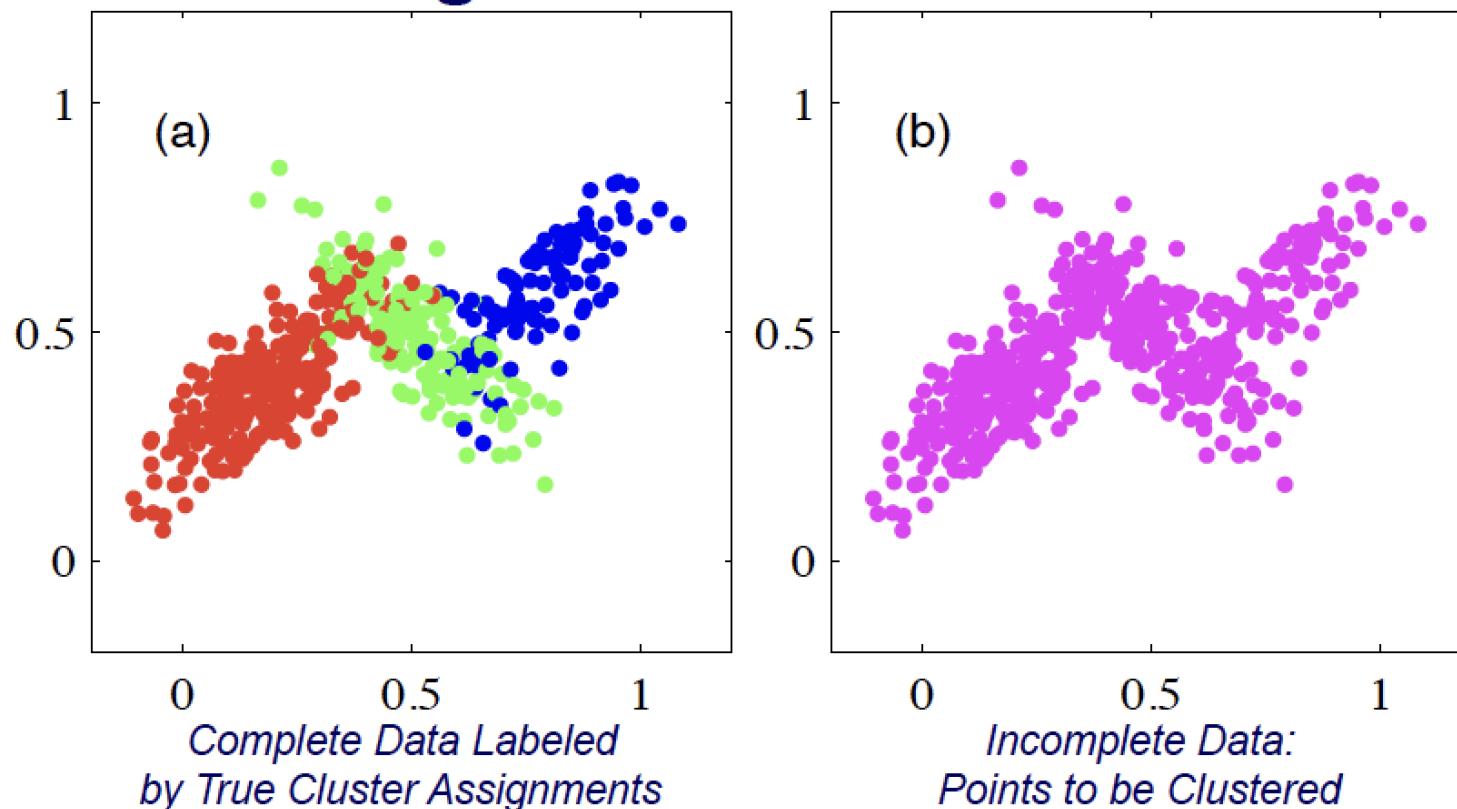 (a)
1
0.5
0
0 0.5 1
Complete Data Labeled
by True Cluster Assignments
(b)
1
0.5
0
0 0.5 1
Incomplete Data:
Points to be Clustered